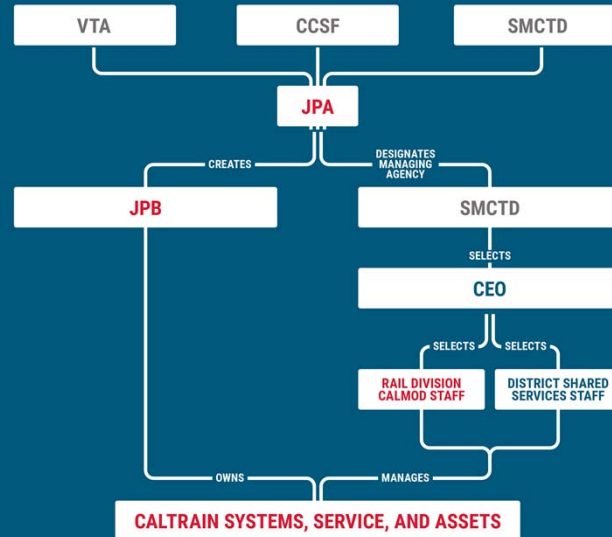 VTA
CCSF
SMCTD
JPA
CREATES
DESIGNATES
MANAGING
AGENCY
JPB
SMCTD
SELECTS
CEO
SELECTS
SELECTS
RAIL DIVISION
CALMOD STAFF
DISTRICT SHARED
SERVICES STAFF
OWNS
MANAGES
CALTRAIN SYSTEMS, SERVICE, AND ASSETS